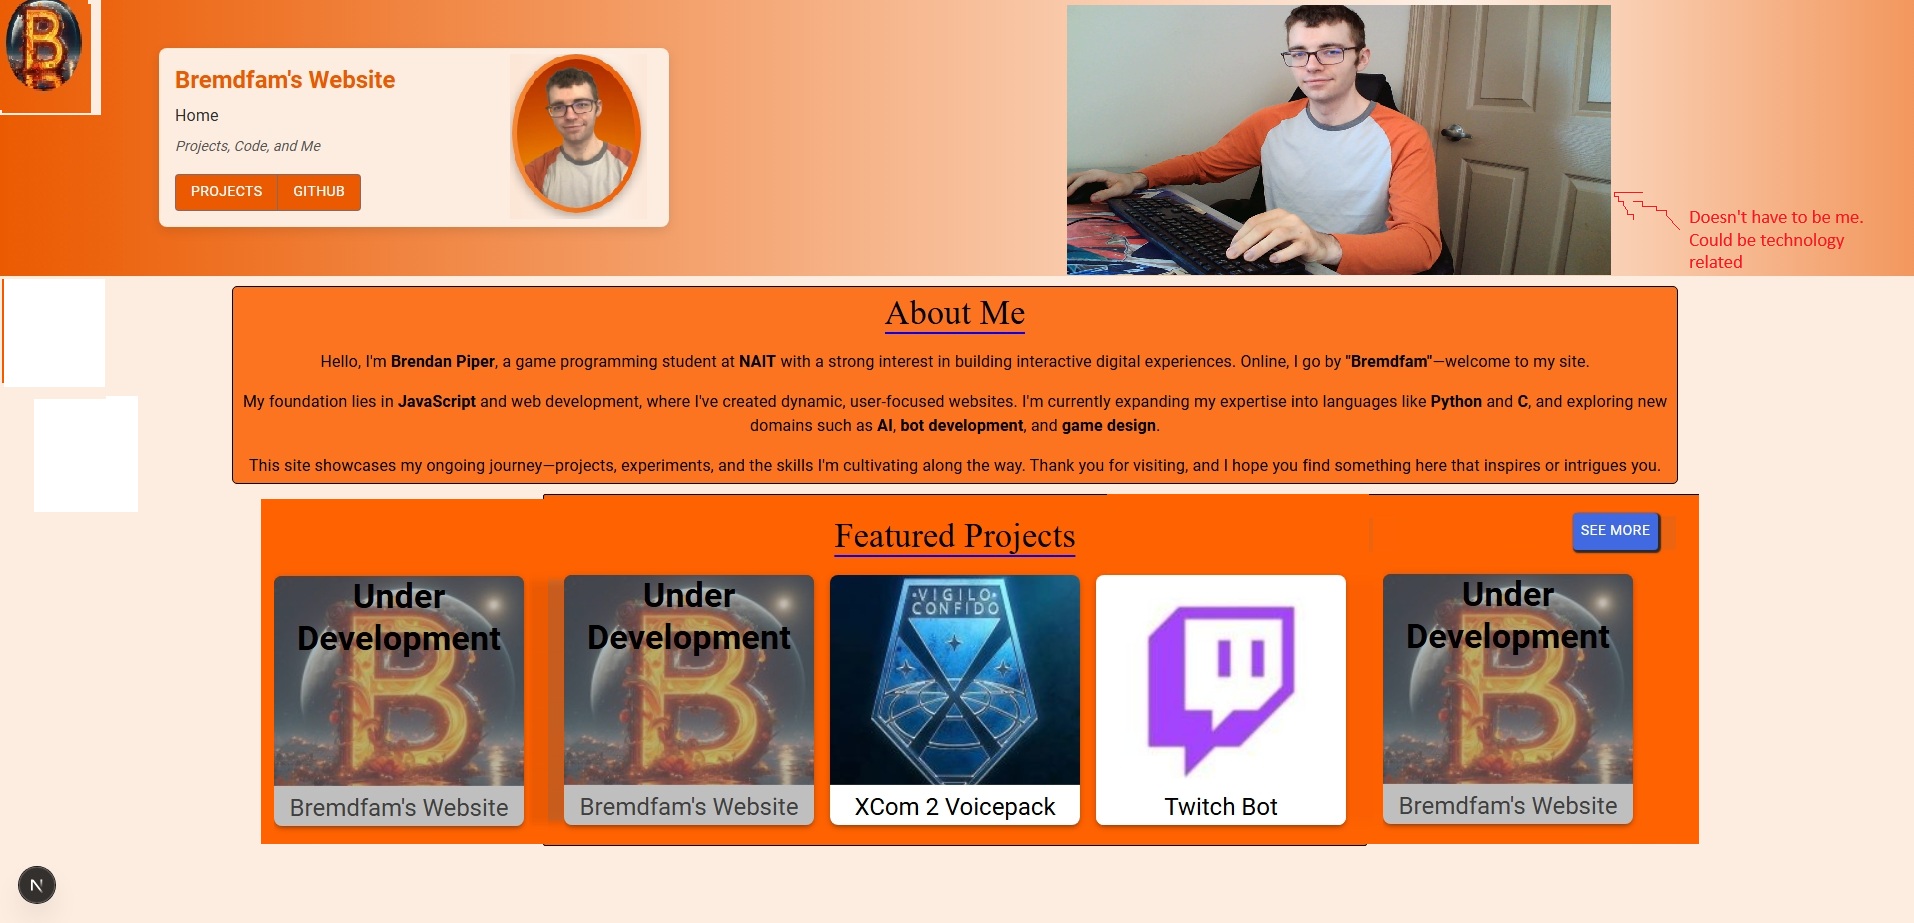 B
Bremdfam's Website
Home
Projects, Code, and Me
PROJECTS
GITHUB
Doesn't have to be me.
Could be technology
related
About Me
Hello, I'm Brendan Piper, a game programming student at NAIT with a strong interest in building interactive digital experiences. Online, I go by "Bremdfam"—welcome to my site.
My foundation lies in JavaScript and web development, where I've created dynamic, user-focused websites. I'm currently expanding my expertise into languages like Python and C, and exploring new
domains such as AI, bot development, and game design.
This site showcases my ongoing journey—projects, experiments, and the skills I'm cultivating along the way. Thank you for visiting, and I hope you find something here that inspires or intrigues you.
Featured Projects
SEE MORE
Under
Development
B
Bremdfam's Website
Under
Development
B
Bremdfam's Website
·VIGILO·
CONFIDO
XCom 2 Voicepack
Twitch Bot
Under
Development
B
Bremdfam's Website
N